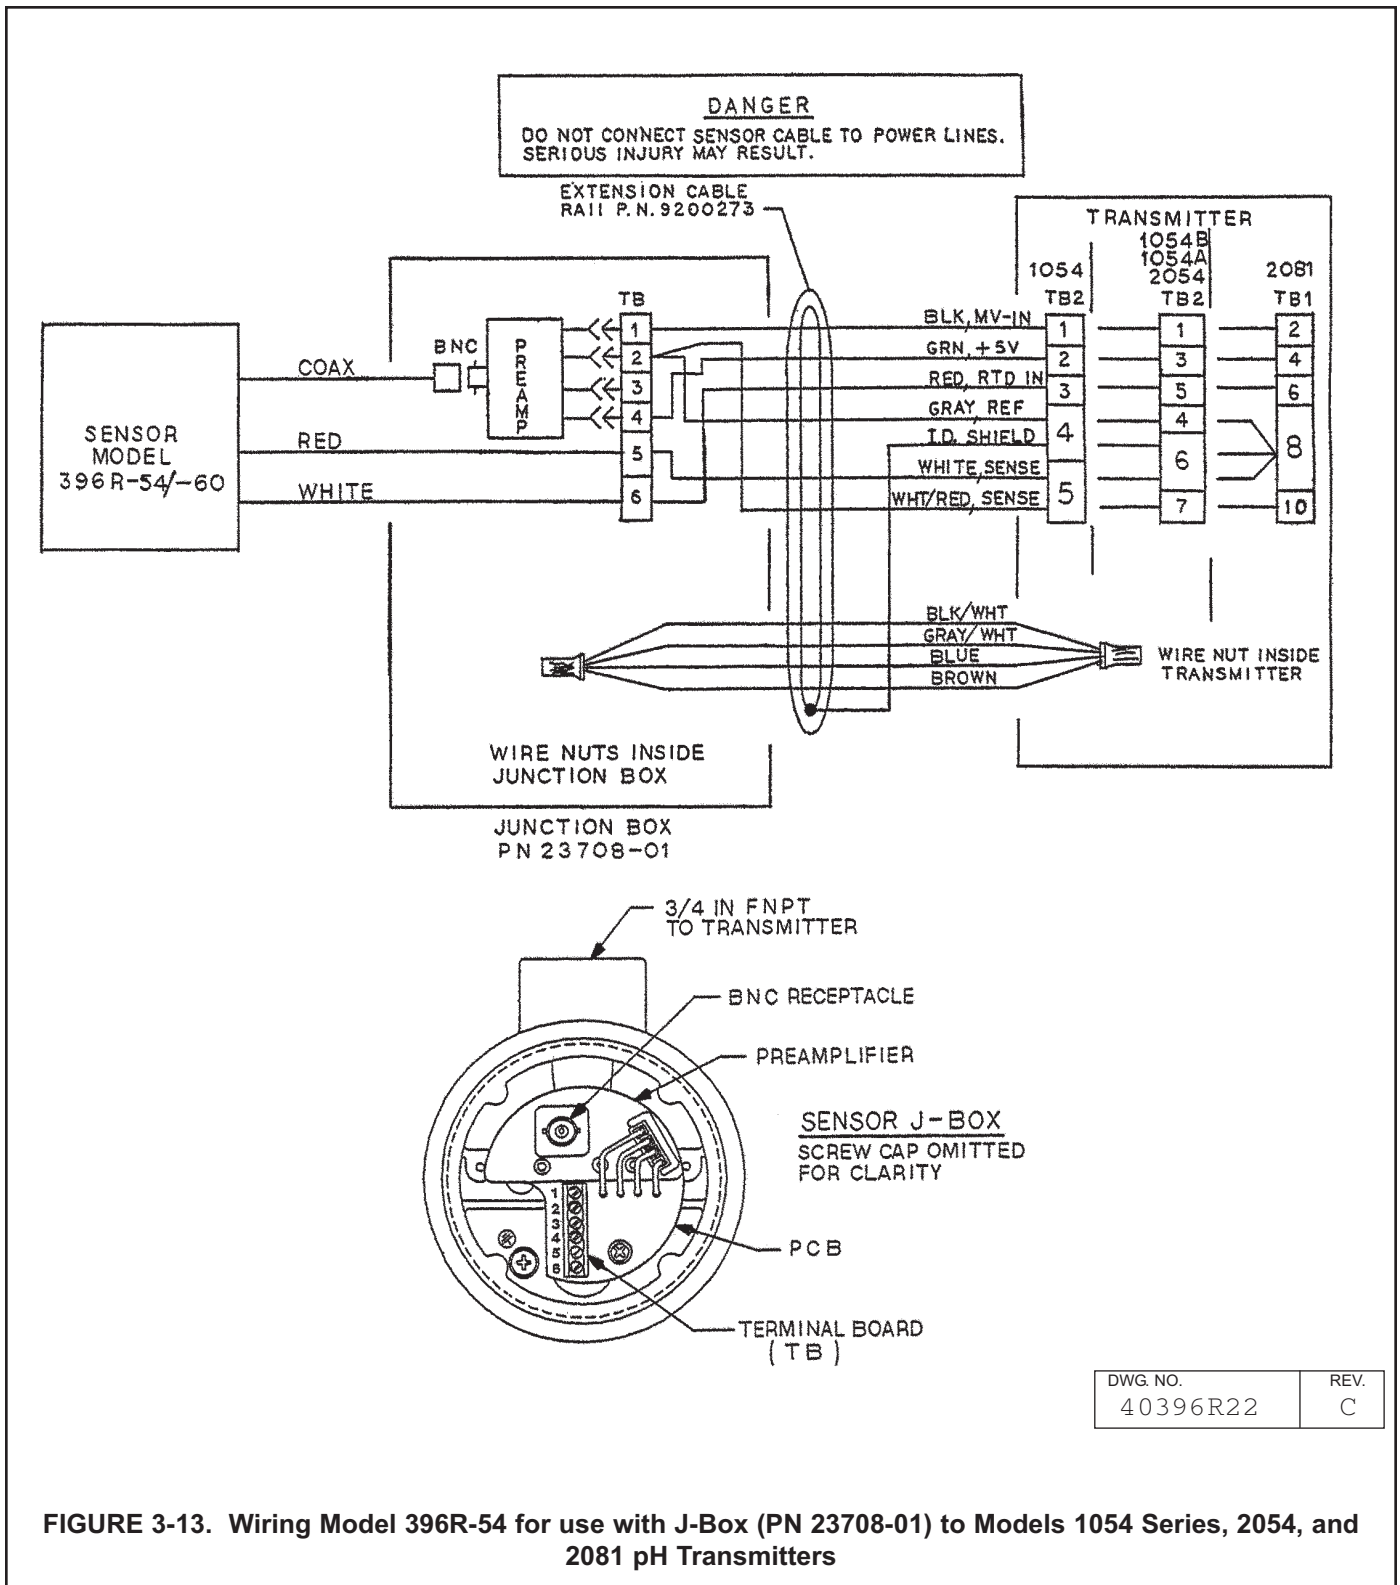 DANGER
DO NOT CONNECT SENSOR CABLE TO POWER LINES.
SERIOUS INJURY MAY RESULT.
EXTENSION CABLE
RAII P.N. 9200273
TRANSMITTER
1054B
1054A
1054
2054
2081
TB
TB2
TB2
TB1
BNC
PREAMP
1
2
3
4
5
6
COAX
RED
WHITE
SENSOR
MODEL
396R-54/-60
BLK, MV-IN
GRN, +5V
RED, RTD IN
GRAY, REF
I.D. SHIELD
WHITE, SENSE
WHT/RED, SENSE
1
2
3
4
5
1
3
5
4
6
7
2
4
6
8
10
BLK/WHT
GRAY/WHT
BLUE
BROWN
WIRE NUT INSIDE
TRANSMITTER
WIRE NUTS INSIDE
JUNCTION BOX
JUNCTION BOX
PN 23708-01
3/4 IN FNPT
TO TRANSMITTER
BNC RECEPTACLE
PREAMPLIFIER
SENSOR J-BOX
SCREW CAP OMITTED
FOR CLARITY
1
2
3
4
5
6
PCB
TERMINAL BOARD
(TB)
DWG. NO.
40396R22
REV.
C
FIGURE 3-13. Wiring Model 396R-54 for use with J-Box (PN 23708-01) to Models 1054 Series, 2054, and
2081 pH Transmitters